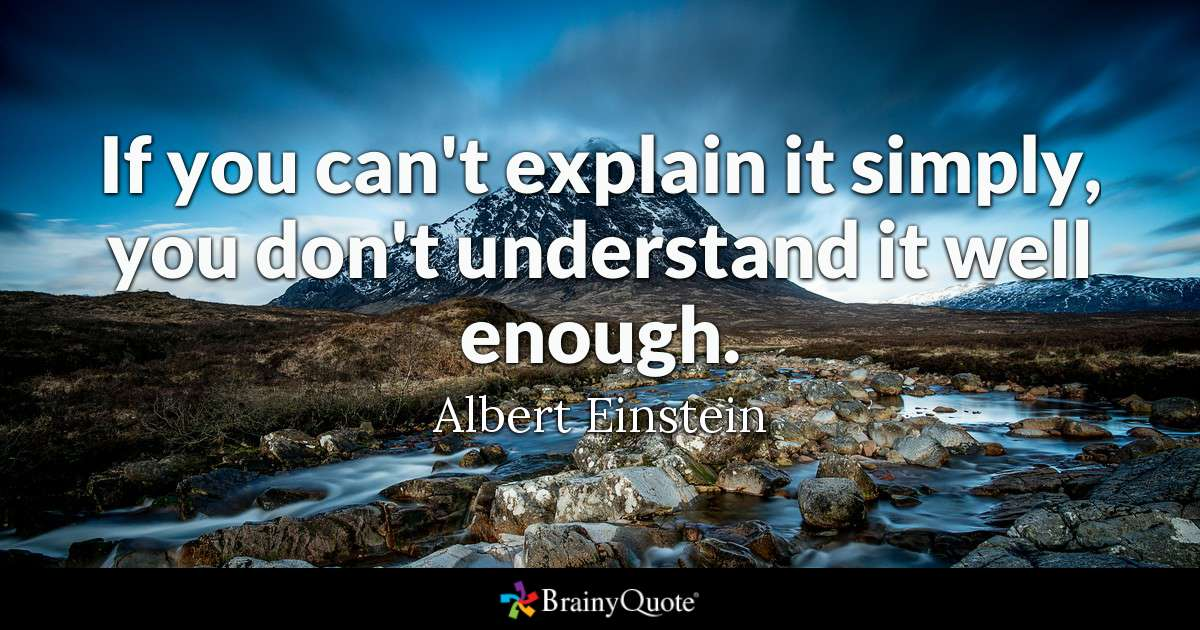 If you can't explain it simply,
you don't understand it well
enough.
Albert Einstein
BrainyQuote®